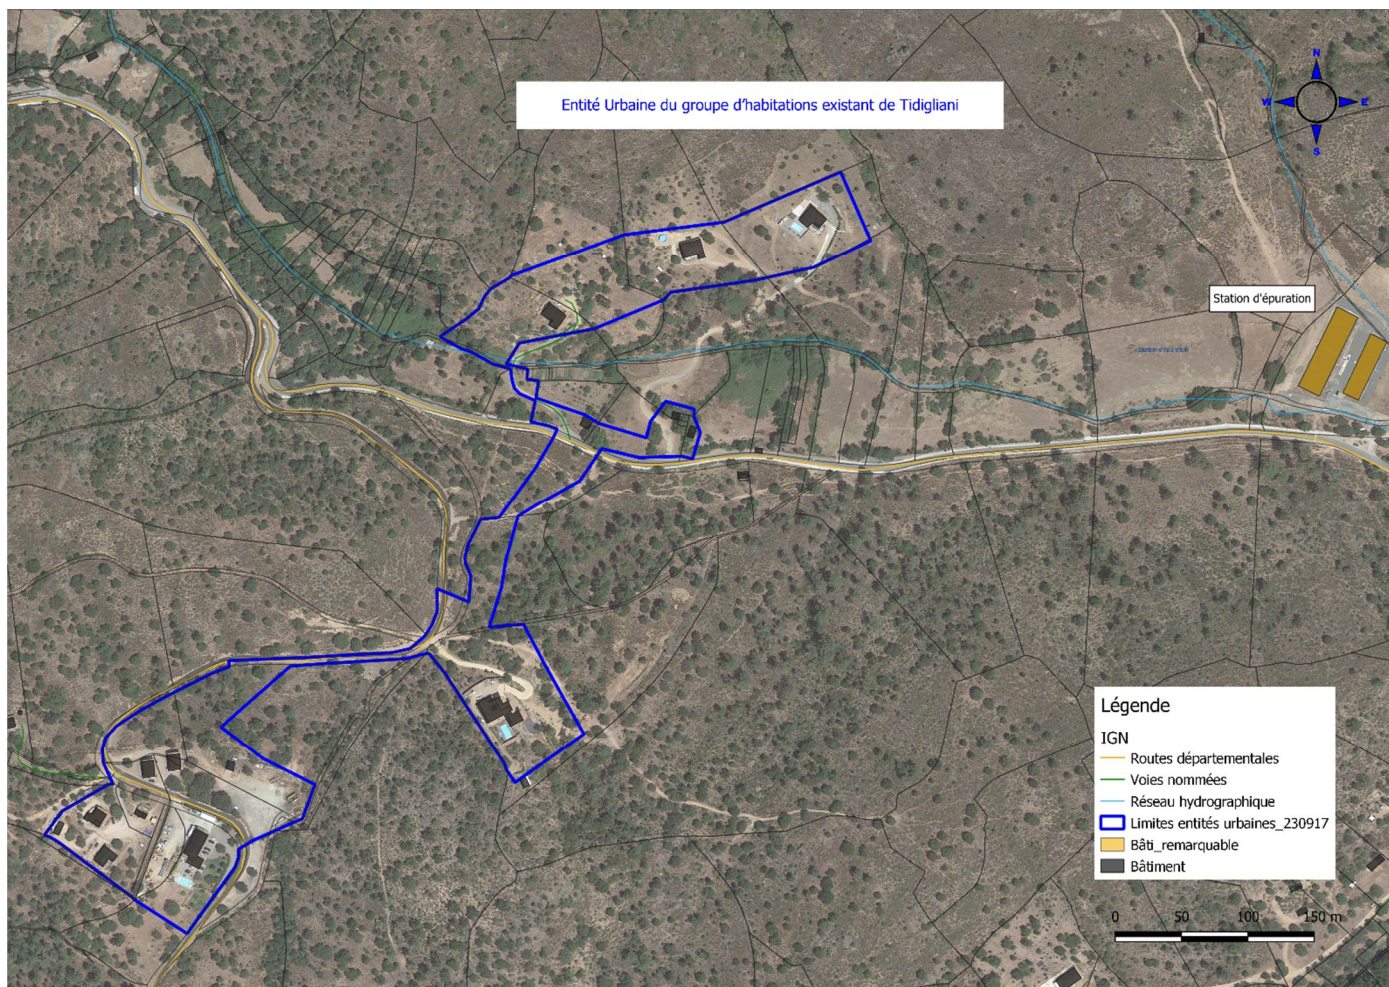 Entité Urbaine du groupe d'habitations existant de Tidigliani
N
W
E
S
Station d'épuration
Légende
IGN
Routes départementales
Voies nommées
Réseau hydrographique
Limites entités urbaines_230917
Bâti_remarquable
Bâtiment
0 50 100 150 m